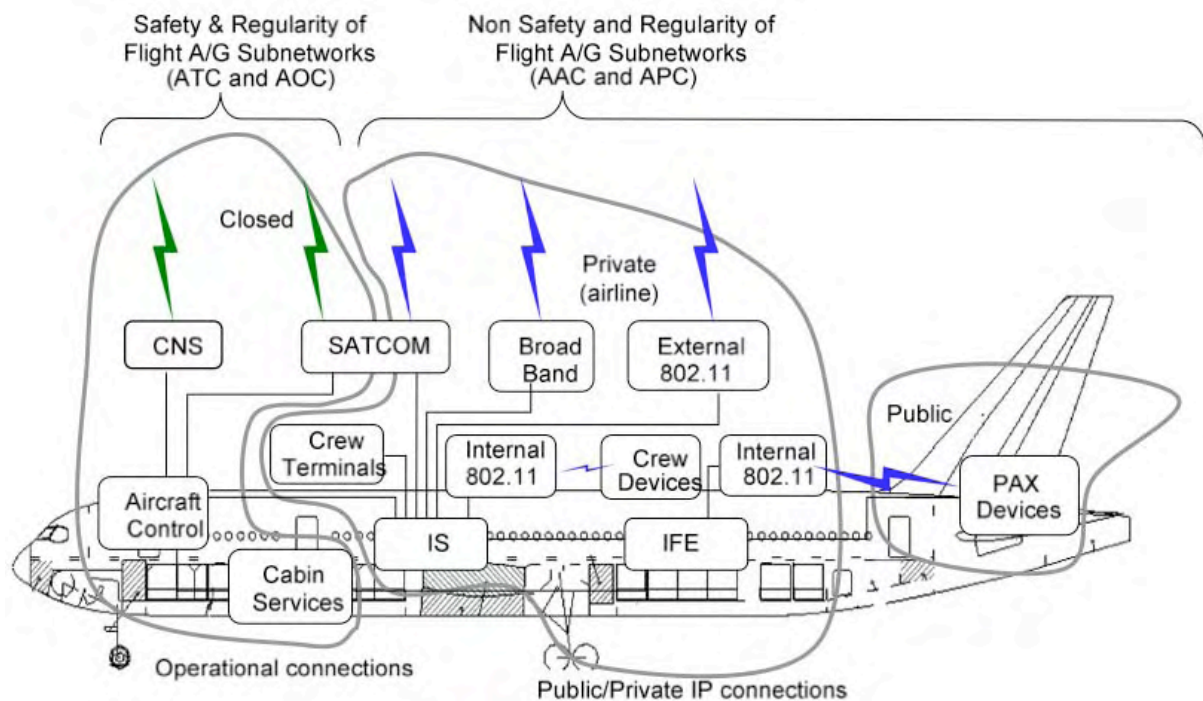 Safety & Regularity of
Flight A/G Subnetworks
(ATC and AOC)
Non Safety and Regularity of
Flight A/G Subnetworks
(AAC and APC)
Closed
Private
(airline)
CNS
SATCOM
Broad
Band
External
802.11
Public
Crew
Terminals
Internal
802.11
Crew
Devices
Internal
802.11
PAX
Devices
Aircraft
Control
IS
IFE
Cabin
Services
Operational connections
Public/Private IP connections